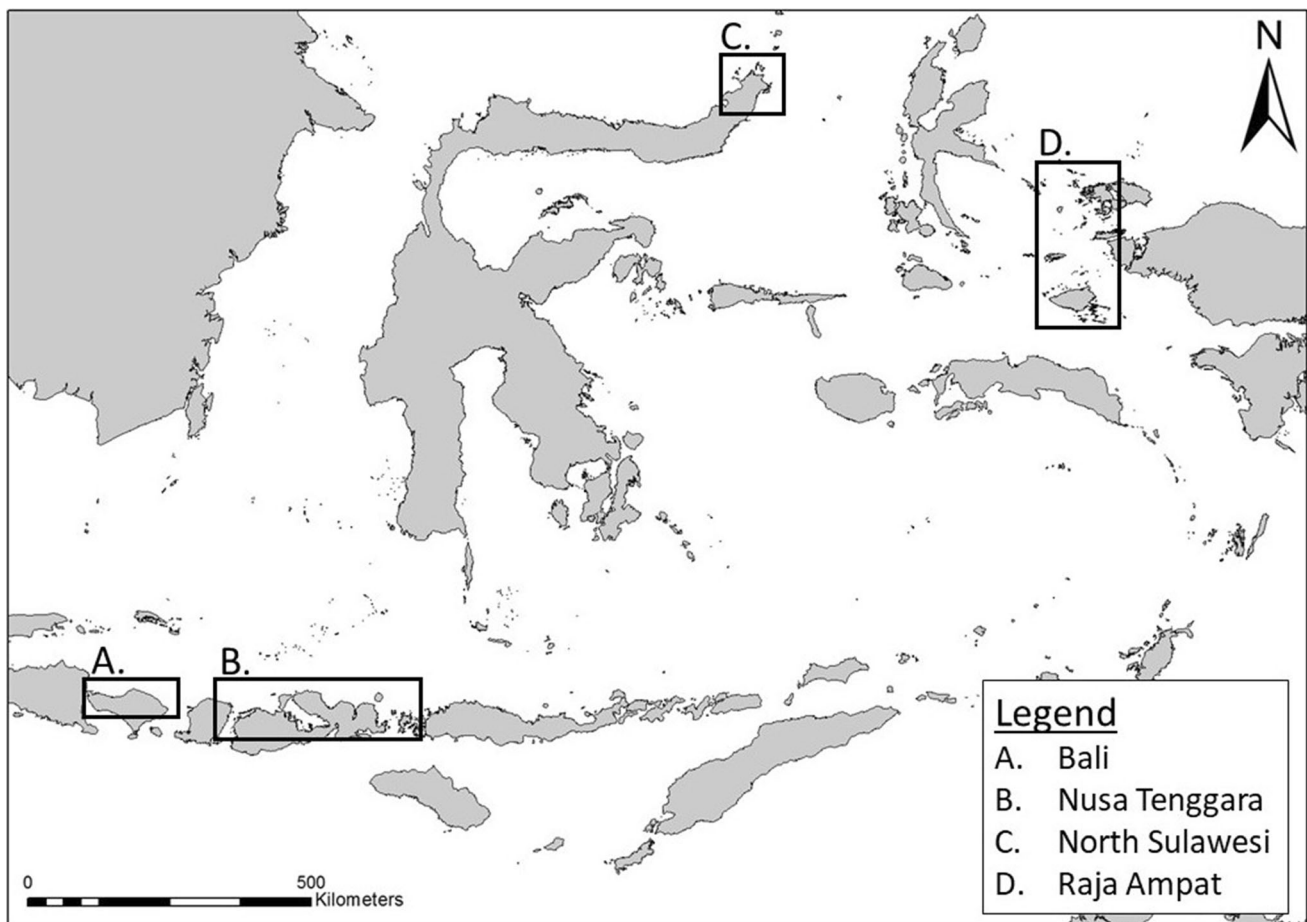 C.
N
D.
A.
B.
Legend
A. Bali
B. Nusa Tenggara
C. North Sulawesi
D. Raja Ampat
0 500
Kilometers